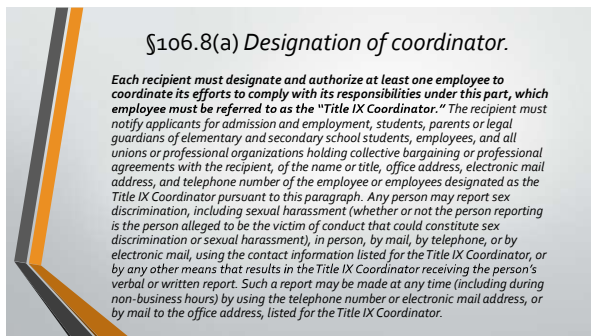 §106.8(a) Designation of coordinator.
Each recipient must designate and authorize at least one employee to
coordinate its efforts to comply with its responsibilities under this part, which
employee must be referred to as the “Title IX Coordinator.” The recipient must
notify applicants for admission and employment, students, parents or legal
guardians of elementary and secondary school students, employees, and all
unions or professional organizations holding collective bargaining or professional
agreements with the recipient, of the name or title, office address, electronic mail
address, and telephone number of the employee or employees designated as the
Title IX Coordinator pursuant to this paragraph. Any person may report sex
discrimination, including sexual harassment (whether or not the person reporting
is the person alleged to be the victim of conduct that could constitute sex
discrimination or sexual harassment), in person, by mail, by telephone, or by
electronic mail, using the contact information listed for the Title IX Coordinator, or
by any other means that results in the Title IX Coordinator receiving the person’s
verbal or written report. Such a report may be made at any time (including during
non-business hours) by using the telephone number or electronic mail address, or
by mail to the office address, listed for the Title IX Coordinator.